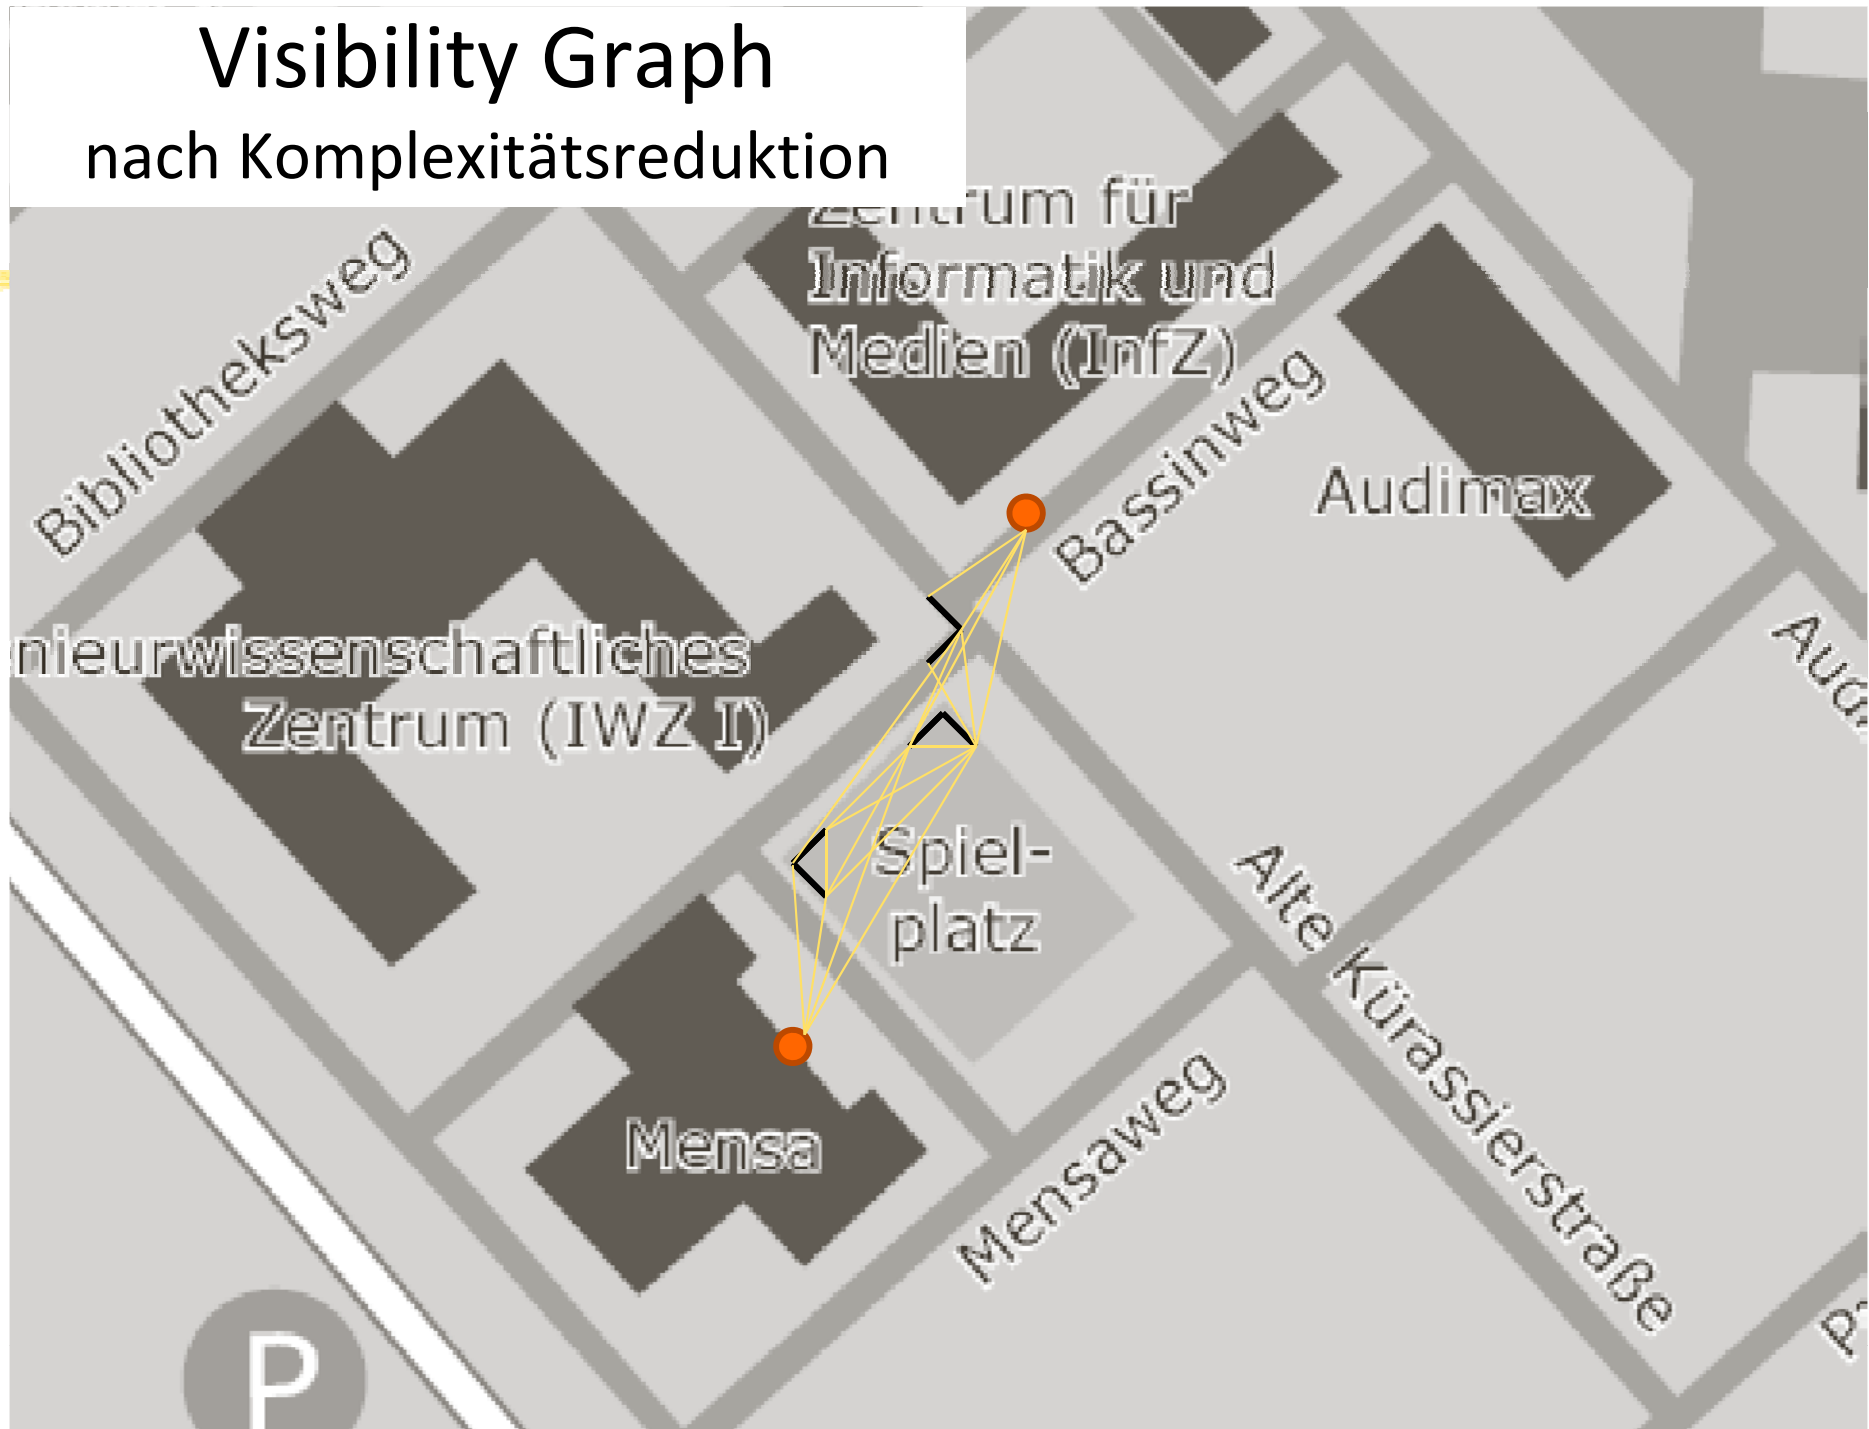 Visibility Graph
nach Komplexitätsreduktion
Zentrum für
Informatik und
Medien (InfZ)
Bibliotheksweg
Bassinweg
Audimax
nieurwissenschaftliches
Zentrum (IWZ I)
Spiel-
platz
Alte Kürassierstraße
Mensa
Mensaweg
P